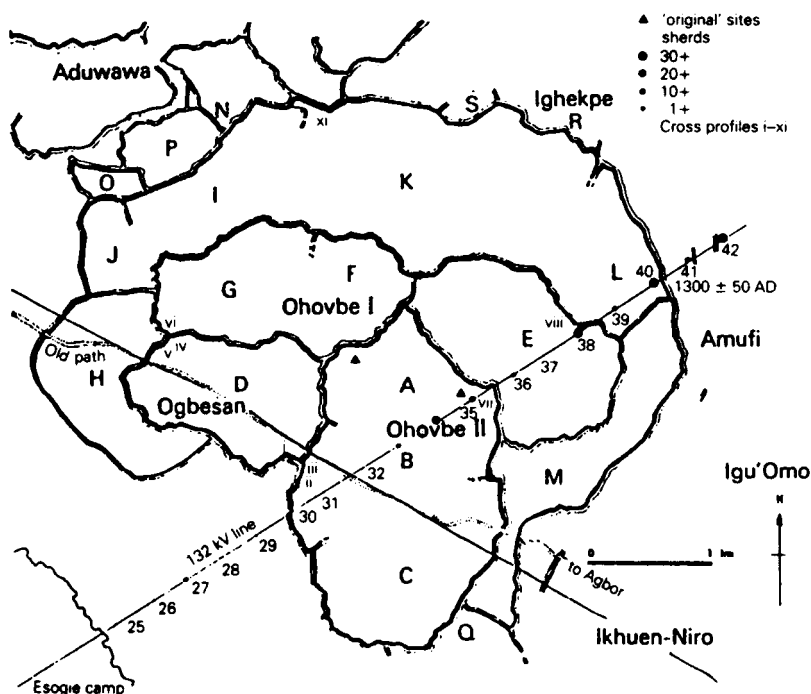 ▲ 'original' sites
sherds
● 30+
● 20+
• 10+
· 1+
Cross profiles i–xi
Aduwawa
N
xi
S
Ighekpe
R
P
O
I
K
J
L
40
41
42
1300 ± 50 AD
G
F
Ohovbe I
vi
iv
v
Old path
H
D
Ogbesan
viii
E
38
39
37
36
Amufi
A
35
vii
Ohovbe II
B
i
iii
ii
32
31
30
29
28
27
26
25
132 kV line
M
Igu'Omo
N
0 1 km
C
to Agbor
Q
Ikhuen-Niro
Esogie camp